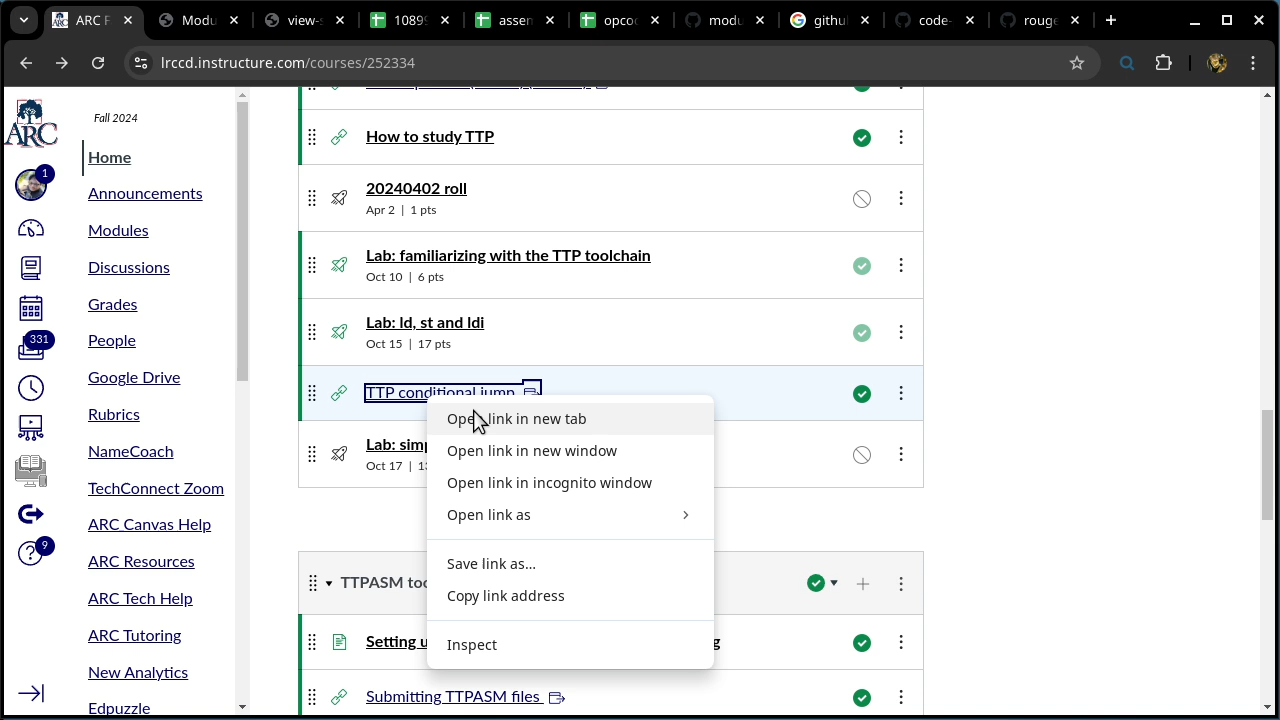 ARC F
Modu
view-s
1089
assen
opco
modu
githul
code-
roug
lrccd.instructure.com/courses/252334
ARC
Fall 2024
1
Home
Announcements
Modules
Discussions
Grades
331
People
Google Drive
Rubrics
NameCoach
TechConnect Zoom
ARC Canvas Help
9
ARC Resources
ARC Tech Help
ARC Tutoring
New Analytics
Edpuzzle
How to study TTP
20240402 roll
Apr 2 | 1 pts
Lab: familiarizing with the TTP toolchain
Oct 10 | 6 pts
Lab: ld, st and ldi
Oct 15 | 17 pts
TTP conditional jump
Lab: simp
Oct 17 | 13
Open link in new tab
Open link in new window
Open link in incognito window
Open link as
Save link as...
Copy link address
Inspect
TTPASM too
Setting u
g
Submitting TTPASM files